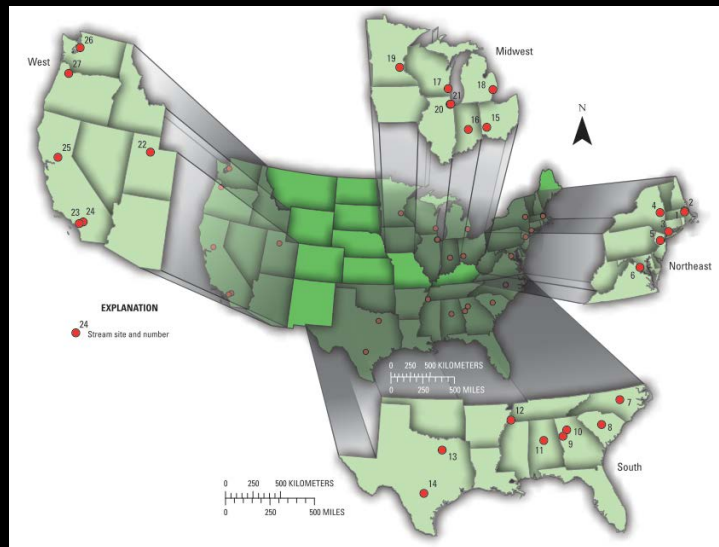 West
26
27
25
22
23
24
Midwest
19
17
18
21
20
16
15
N
4
2
1
3
5
6
Northeast
EXPLANATION
24
Stream site and number
0 250 500 KILOMETERS
0 250 500 MILES
12
7
8
10
9
11
13
14
South
0 250 500 KILOMETERS
0 250 500 MILES